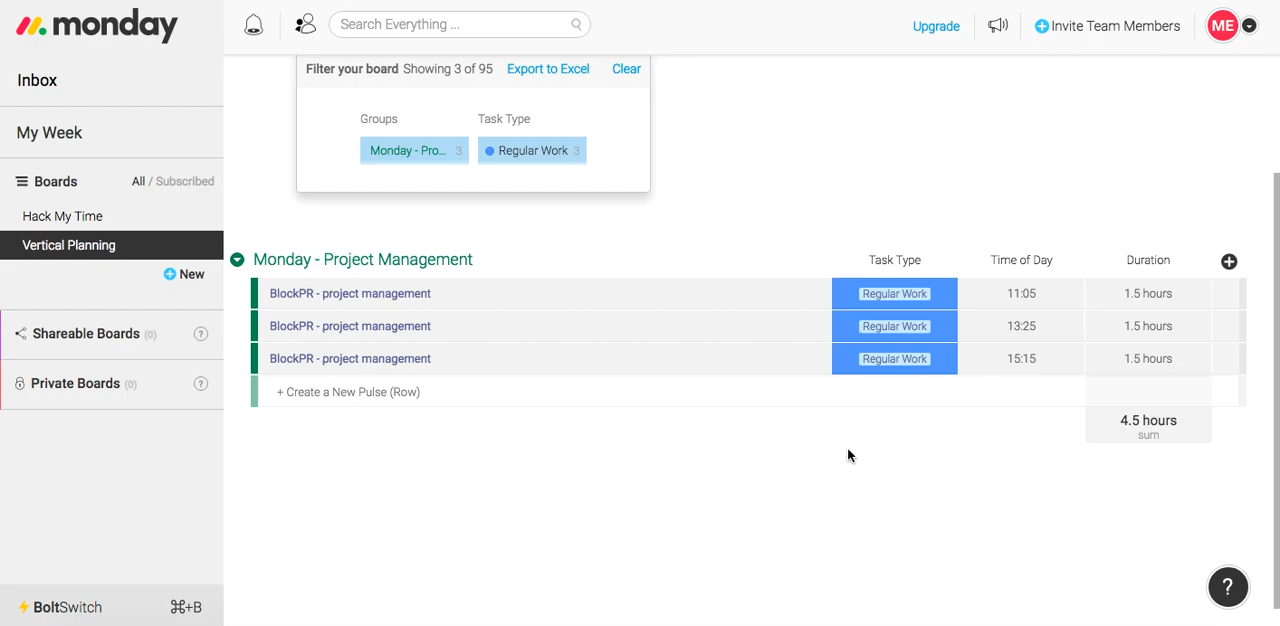 monday
Search Everything ...
Upgrade
Invite Team Members
ME
Inbox
My Week
Boards
All / Subscribed
Hack My Time
Vertical Planning
New
Shareable Boards (0) ?
Private Boards (0) ?
BoltSwitch ⌘+B
Filter your board Showing 3 of 95 Export to Excel Clear
Groups Task Type
Monday - Pro... 3 Regular Work 3
Monday - Project Management Task Type Time of Day Duration
BlockPR - project management Regular Work 11:05 1.5 hours
BlockPR - project management Regular Work 13:25 1.5 hours
BlockPR - project management Regular Work 15:15 1.5 hours
+ Create a New Pulse (Row)
4.5 hours
sum
?